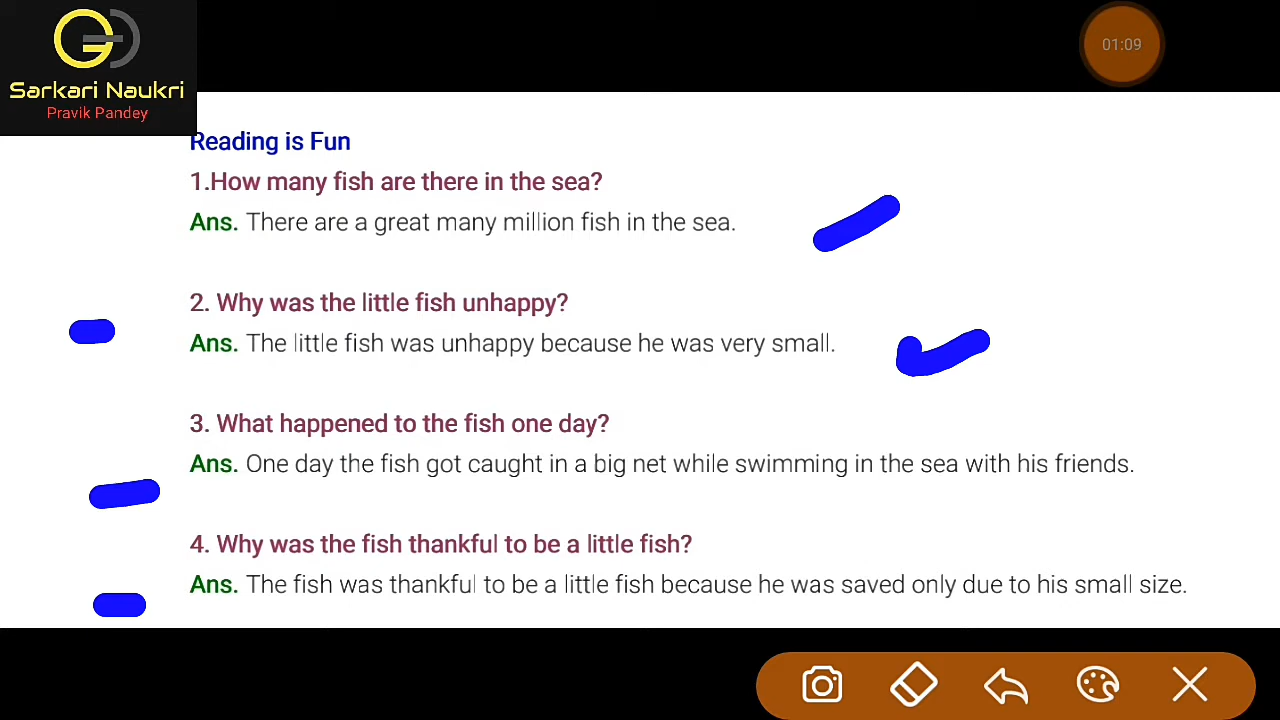 Sarkari Naukri
Pravik Pandey
01:09
Reading is Fun
1.How many fish are there in the sea?
Ans. There are a great many million fish in the sea.
2. Why was the little fish unhappy?
Ans. The little fish was unhappy because he was very small.
3. What happened to the fish one day?
Ans. One day the fish got caught in a big net while swimming in the sea with his friends.
4. Why was the fish thankful to be a little fish?
Ans. The fish was thankful to be a little fish because he was saved only due to his small size.